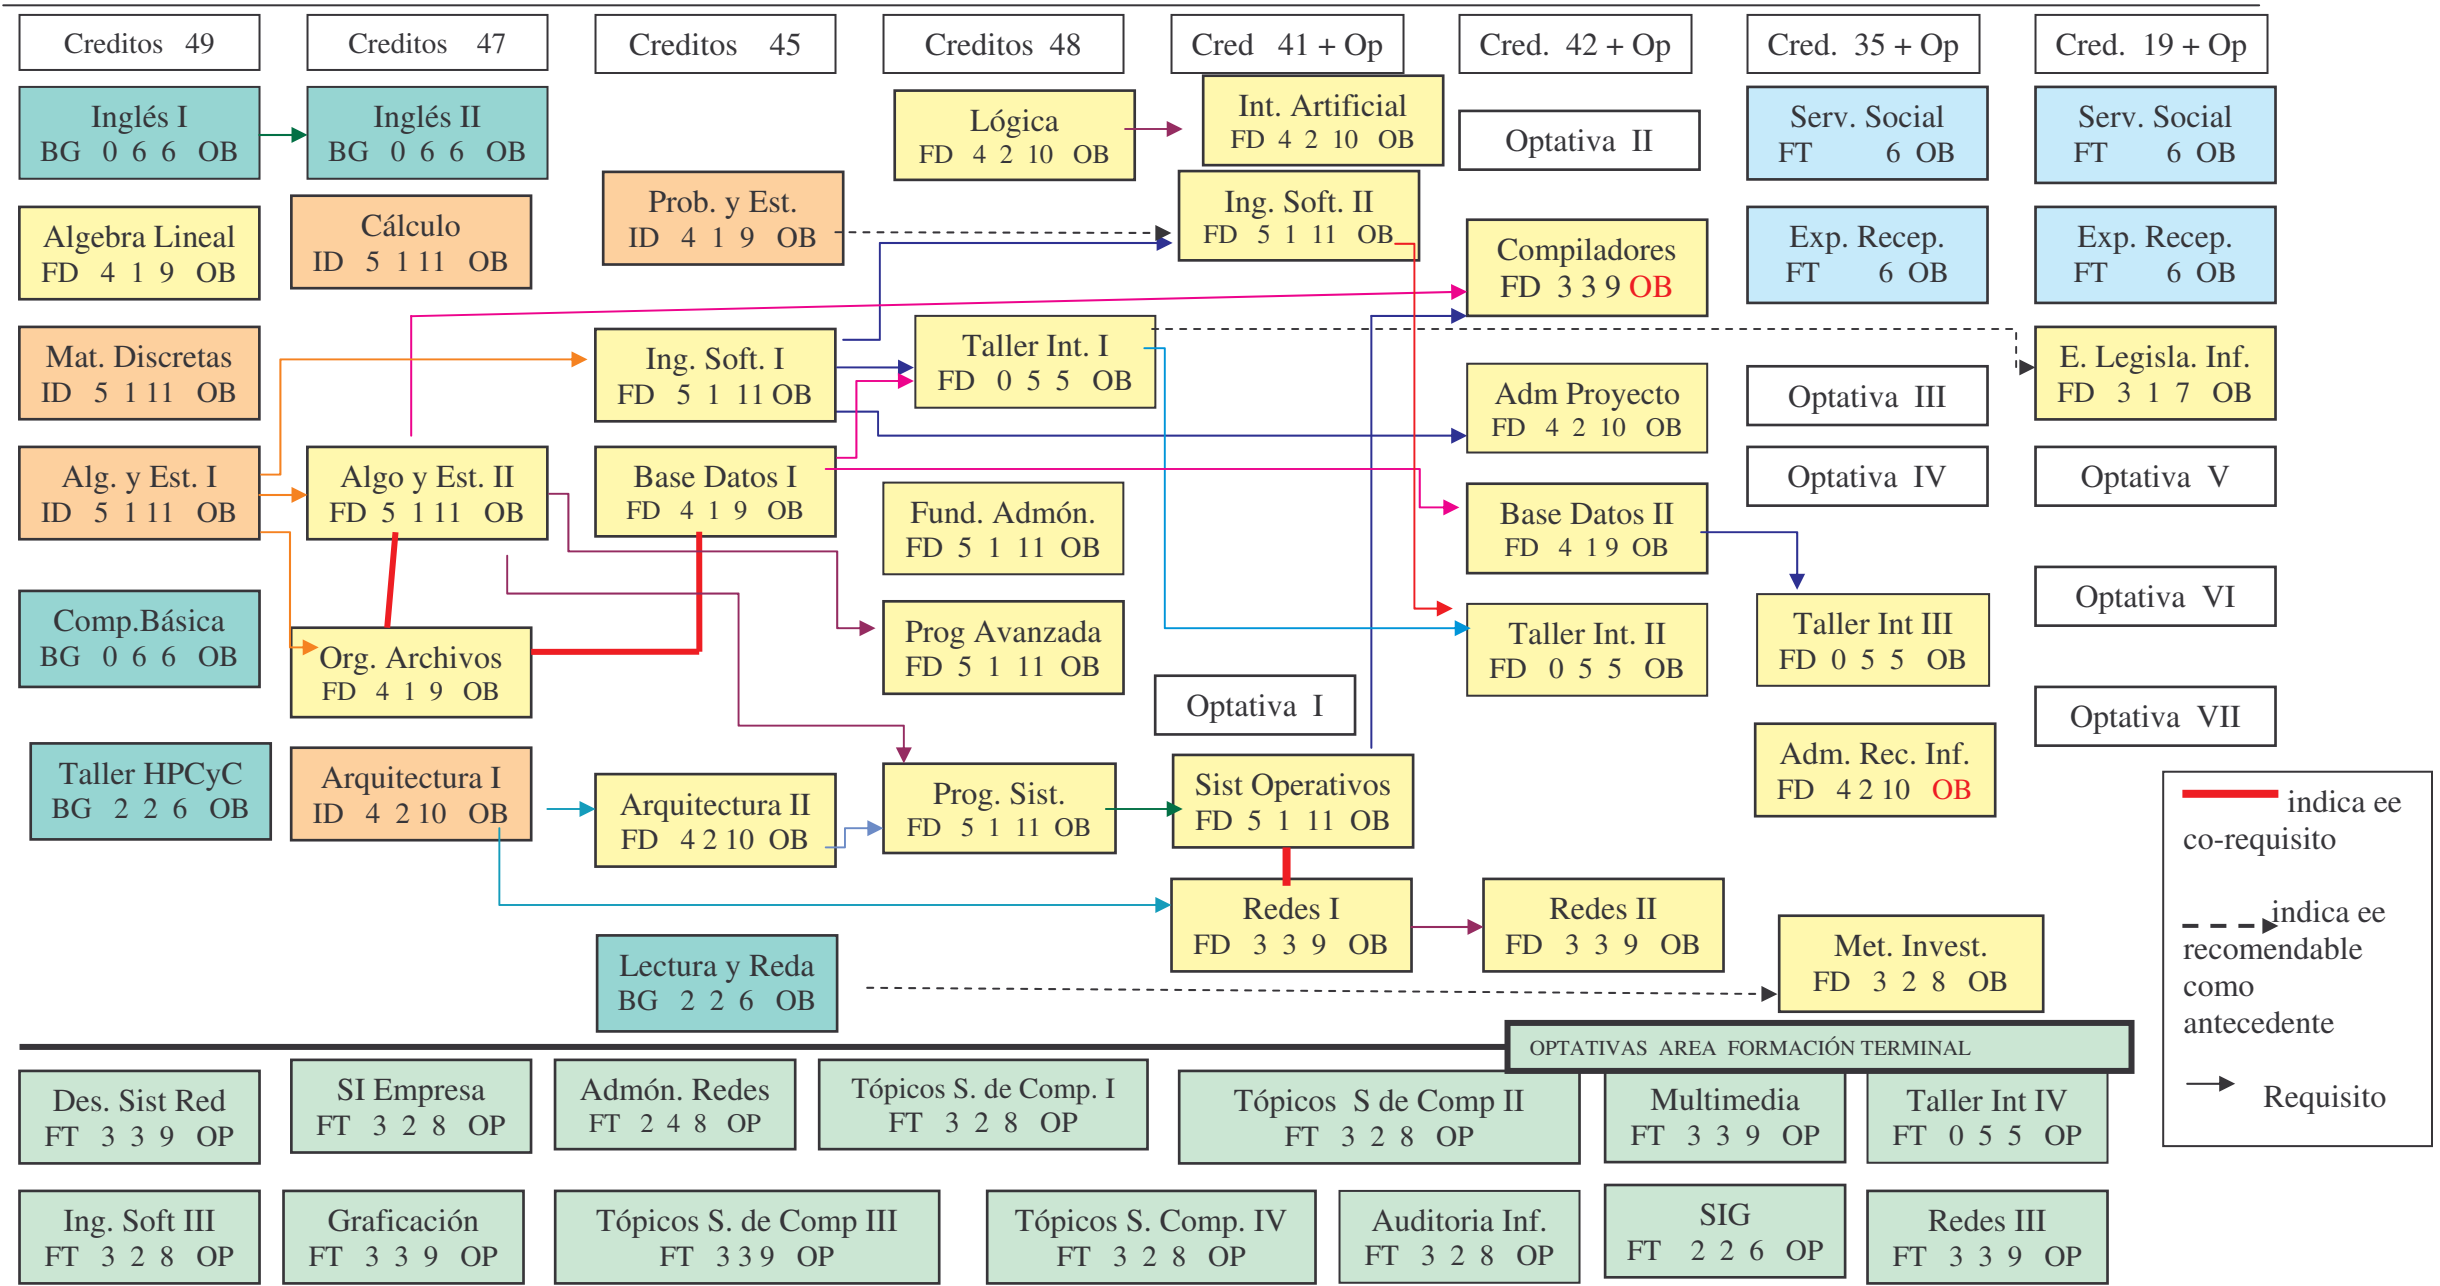 Creditos 49
Creditos 47
Creditos 45
Creditos 48
Cred 41 + Op
Cred. 42 + Op
Cred. 35 + Op
Cred. 19 + Op
Inglés I
BG 0 6 6 OB
Inglés II
BG 0 6 6 OB
Lógica
FD 4 2 10 OB
Int. Artificial
FD 4 2 10 OB
Optativa II
Serv. Social
FT 6 OB
Serv. Social
FT 6 OB
Algebra Lineal
FD 4 1 9 OB
Cálculo
ID 5 1 11 OB
Prob. y Est.
ID 4 1 9 OB
Ing. Soft. II
FD 5 1 11 OB
Compiladores
FD 3 3 9 OB
Exp. Recep.
FT 6 OB
Exp. Recep.
FT 6 OB
Mat. Discretas
ID 5 1 11 OB
Ing. Soft. I
FD 5 1 11 OB
Taller Int. I
FD 0 5 5 OB
Adm Proyecto
FD 4 2 10 OB
Optativa III
E. Legisla. Inf.
FD 3 1 7 OB
Alg. y Est. I
ID 5 1 11 OB
Algo y Est. II
FD 5 1 11 OB
Base Datos I
FD 4 1 9 OB
Fund. Admón.
FD 5 1 11 OB
Base Datos II
FD 4 1 9 OB
Optativa IV
Optativa V
Comp.Básica
BG 0 6 6 OB
Org. Archivos
FD 4 1 9 OB
Prog Avanzada
FD 5 1 11 OB
Optativa I
Taller Int. II
FD 0 5 5 OB
Taller Int III
FD 0 5 5 OB
Optativa VI
Optativa VII
Taller HPCyC
BG 2 2 6 OB
Arquitectura I
ID 4 2 10 OB
Arquitectura II
FD 4 2 10 OB
Prog. Sist.
FD 5 1 11 OB
Sist Operativos
FD 5 1 11 OB
Adm. Rec. Inf.
FD 4 2 10 OB
Redes I
FD 3 3 9 OB
Redes II
FD 3 3 9 OB
Lectura y Reda
BG 2 2 6 OB
Met. Invest.
FD 3 2 8 OB
indica ee
co-requisito
indica ee
recomendable
como
antecedente
Requisito
OPTATIVAS AREA FORMACIÓN TERMINAL
Des. Sist Red
FT 3 3 9 OP
SI Empresa
FT 3 2 8 OP
Admón. Redes
FT 2 4 8 OP
Tópicos S. de Comp. I
FT 3 2 8 OP
Tópicos S de Comp II
FT 3 2 8 OP
Multimedia
FT 3 3 9 OP
Taller Int IV
FT 0 5 5 OP
Ing. Soft III
FT 3 2 8 OP
Graficación
FT 3 3 9 OP
Tópicos S. de Comp III
FT 3 3 9 OP
Tópicos S. Comp. IV
FT 3 2 8 OP
Auditoria Inf.
FT 3 2 8 OP
SIG
FT 2 2 6 OP
Redes III
FT 3 3 9 OP